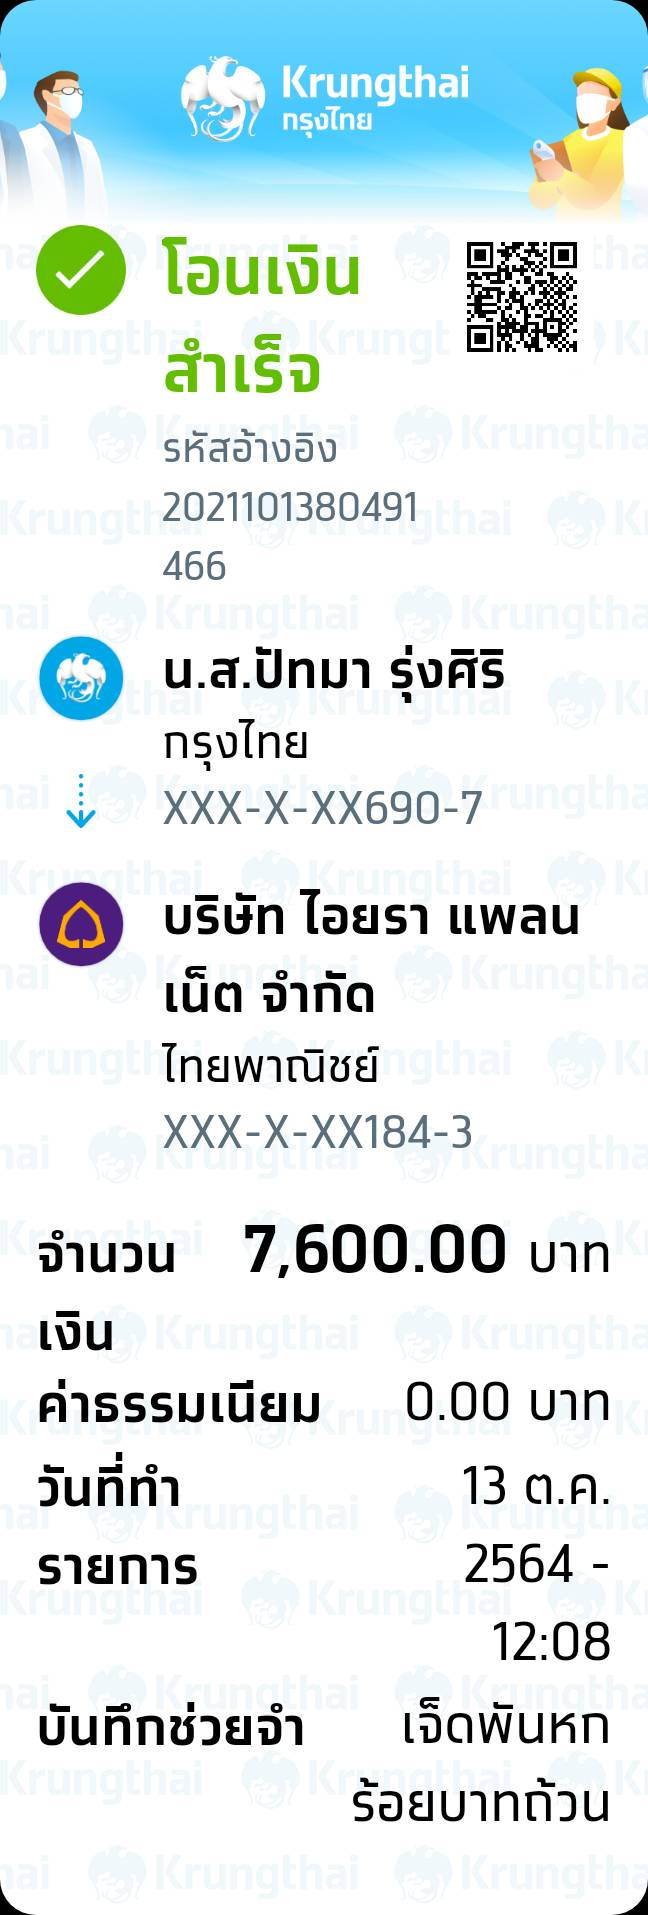 Krungthai
กรุงไทย
โอนเงิน
สำเร็จ
รหัสอ้างอิง
2021101380491
466
น.ส.ปัทมา รุ่งศิริ
กรุงไทย
XXX-X-XX690-7
บริษัท ไอยรา แพลน
เน็ต จำกัด
ไทยพาณิชย์
XXX-X-XX184-3
จำนวน 7,600.00 บาท
เงิน
ค่าธรรมเนียม 0.00 บาท
วันที่ทำ 13 ต.ค.
รายการ 2564 -
12:08
บันทึกช่วยจำ เจ็ดพันหก
ร้อยบาทถ้วน